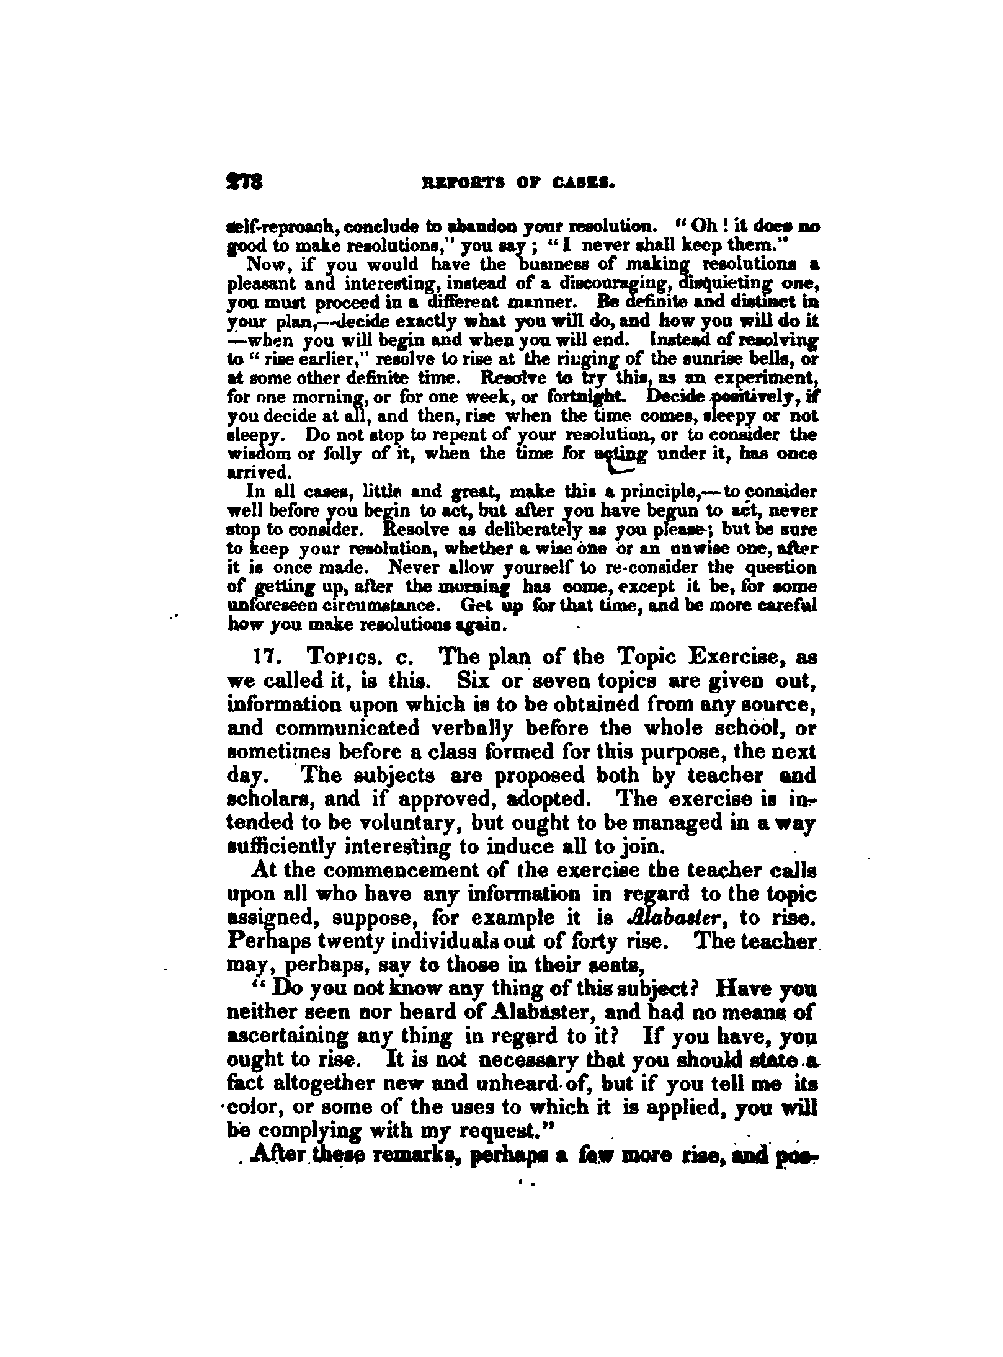 278 REPORTS OF CASES.
self-reproach, conclude to abandon your resolution. "Oh! it does no
good to make resolutions," you say; "I never shall keep them."
Now, if you would have the business of making resolutions a
pleasant and interesting, instead of a discouraging, disquieting one,
you must proceed in a different manner. Be definite and distinct in
your plan,—decide exactly what you will do, and how you will do it
—when you will begin and when you will end. Instead of resolving
to "rise earlier," resolve to rise at the ringing of the sunrise bells, or
at some other definite time. Resolve to try this, as an experiment,
for one morning, or for one week, or fortnight. Decide positively, if
you decide at all, and then, rise when the time comes, sleepy or not
sleepy. Do not stop to repent of your resolution, or to consider the
wisdom or folly of it, when the time for acting under it, has once
arrived.
In all cases, little and great, make this a principle,—to consider
well before you begin to act, but after you have begun to act, never
stop to consider. Resolve as deliberately as you please; but be sure
to keep your resolution, whether a wise one or an unwise one, after
it is once made. Never allow yourself to re-consider the question
of getting up, after the morning has come, except it be, for some
unforeseen circumstance. Get up for that time, and be more careful
how you make resolutions again.
17. TOPICS. c. The plan of the Topic Exercise, as
we called it, is this. Six or seven topics are given out,
information upon which is to be obtained from any source,
and communicated verbally before the whole school, or
sometimes before a class formed for this purpose, the next
day. The subjects are proposed both by teacher and
scholars, and if approved, adopted. The exercise is in-
tended to be voluntary, but ought to be managed in a way
sufficiently interesting to induce all to join.
At the commencement of the exercise the teacher calls
upon all who have any information in regard to the topic
assigned, suppose, for example it is Alabaster, to rise.
Perhaps twenty individuals out of forty rise. The teacher
may, perhaps, say to those in their seats,
"Do you not know any thing of this subject? Have you
neither seen nor heard of Alabaster, and had no means of
ascertaining any thing in regard to it? If you have, you
ought to rise. It is not necessary that you should state a
fact altogether new and unheard of, but if you tell me its
color, or some of the uses to which it is applied, you will
be complying with my request."
After these remarks, perhaps a few more rise, and pos-